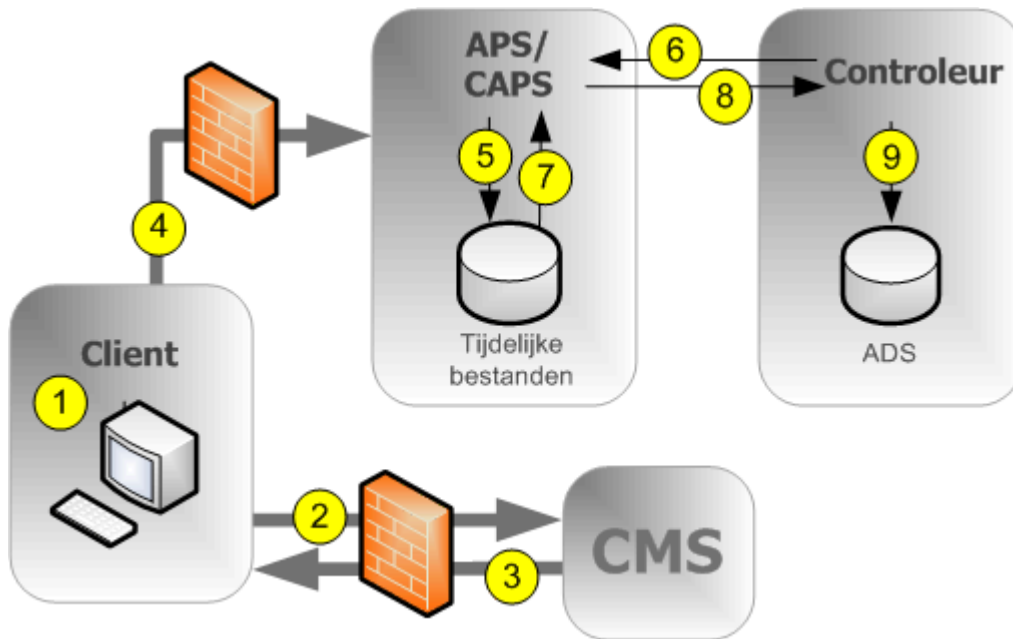 APS/
CAPS
6
Controleur
8
5
7
9
4
Tijdelijke
bestanden
ADS
Client
1
2
3
CMS